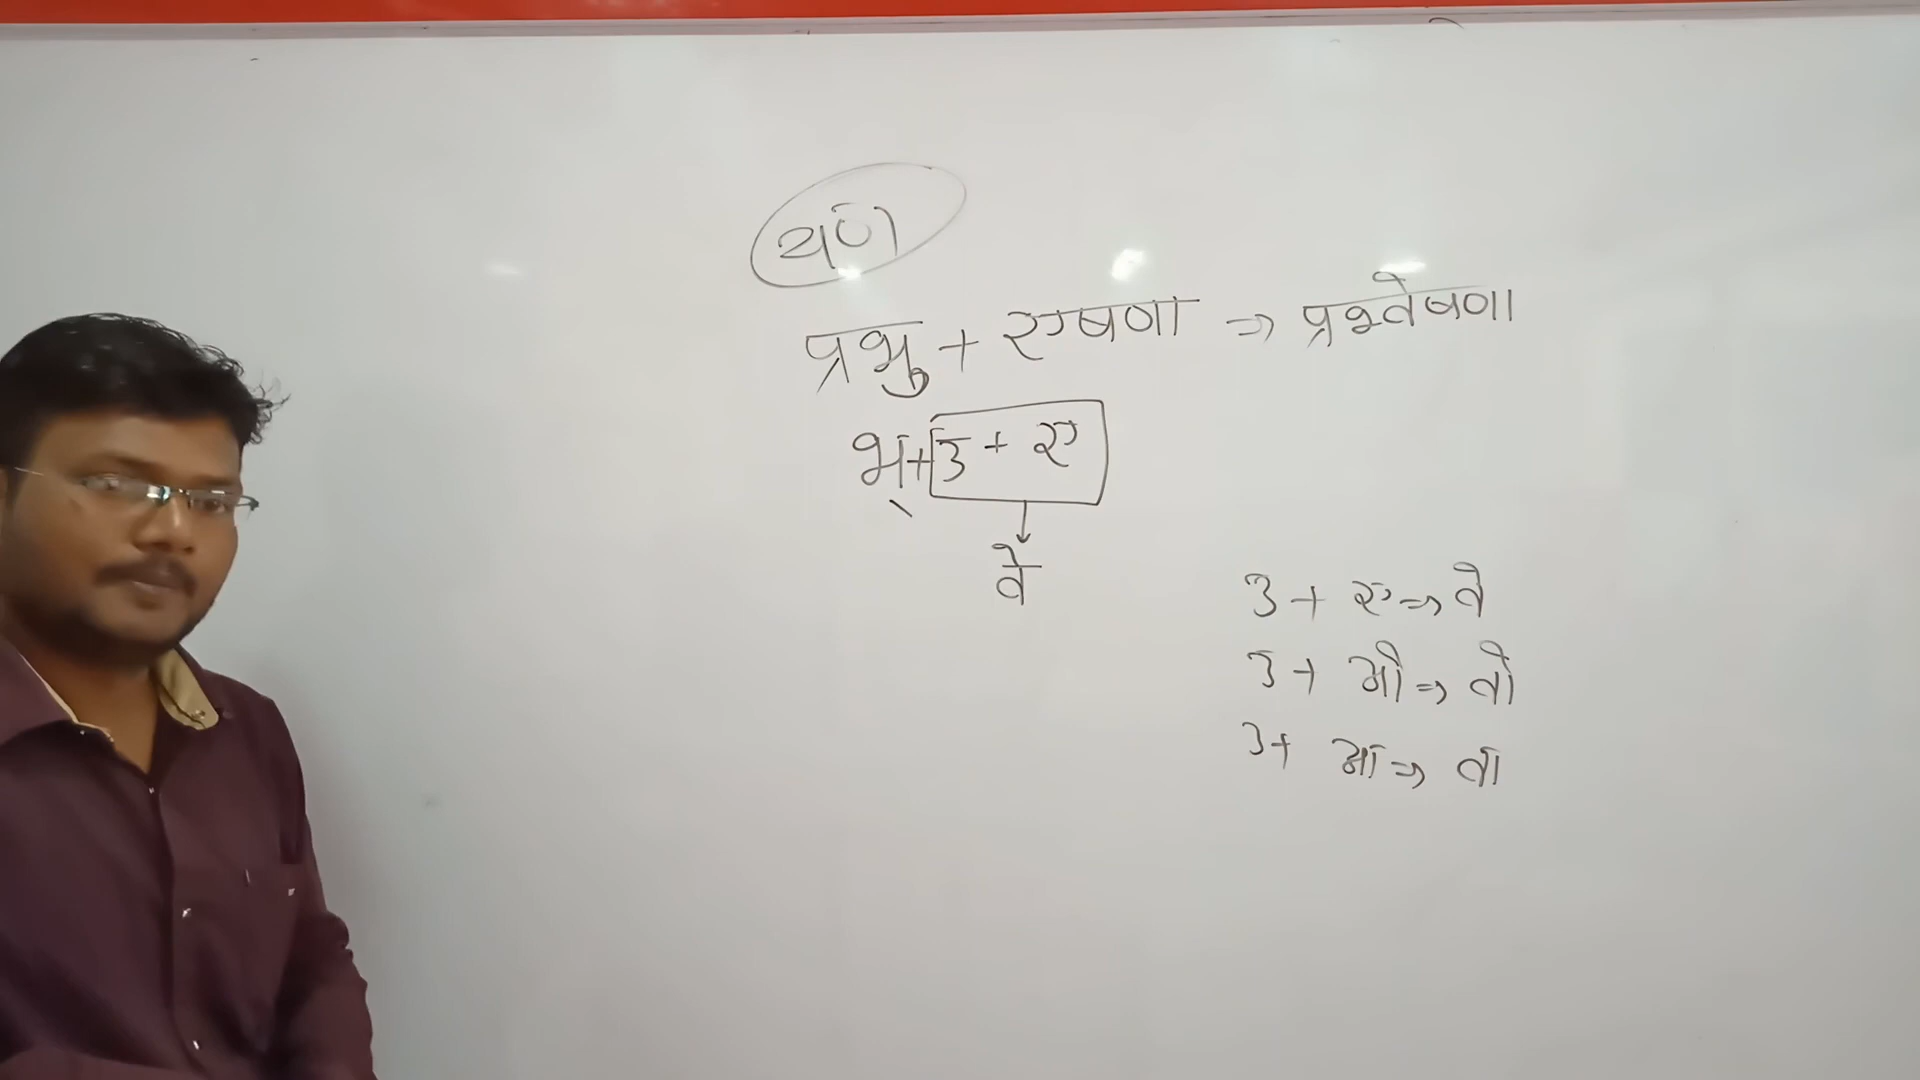 यण
प्रभु + एषणा ⇒ प्रभ्वेषणा
भ्+उ + ए
↓
वे
उ + ए ⇒ वे
उ + ओ ⇒ वो
उ + आ ⇒ वा